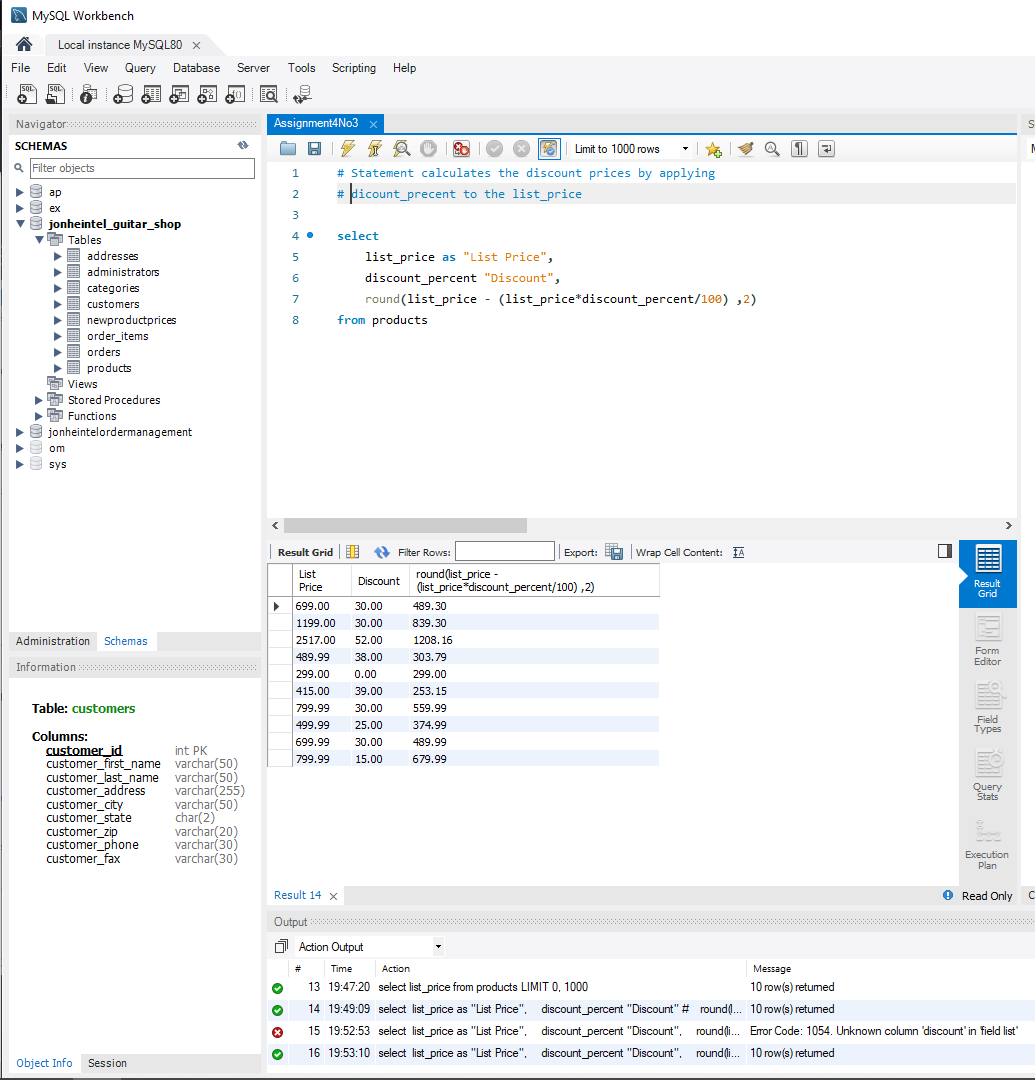 MySQL Workbench
Local instance MySQL80
File Edit View Query Database Server Tools Scripting Help
Navigator
SCHEMAS
Filter objects
ap
ex
jonheintel_guitar_shop
Tables
addresses
administrators
categories
customers
newproductprices
order_items
orders
products
Views
Stored Procedures
Functions
jonheintelordermanagement
om
sys
Administration Schemas
Information
Table: customers
Columns:
customer_id int PK
customer_first_name varchar(50)
customer_last_name varchar(50)
customer_address varchar(255)
customer_city varchar(50)
customer_state char(2)
customer_zip varchar(20)
customer_phone varchar(30)
customer_fax varchar(30)
Object Info Session
Assignment4No3
Limit to 1000 rows
1 # Statement calculates the discount prices by applying
2 # dicount_precent to the list_price
3
4 select
5 list_price as "List Price",
6 discount_percent "Discount",
7 round(list_price - (list_price*discount_percent/100) ,2)
8 from products
Result Grid Filter Rows: Export: Wrap Cell Content:
List Price Discount round(list_price - (list_price*discount_percent/100) ,2)
699.00 30.00 489.30
1199.00 30.00 839.30
2517.00 52.00 1208.16
489.99 38.00 303.79
299.00 0.00 299.00
415.00 39.00 253.15
799.99 30.00 559.99
499.99 25.00 374.99
699.99 30.00 489.99
799.99 15.00 679.99
Result Grid
Form Editor
Field Types
Query Stats
Execution Plan
Result 14
Read Only
Output
Action Output
# Time Action Message
13 19:47:20 select list_price from products LIMIT 0, 1000 10 row(s) returned
14 19:49:09 select list_price as "List Price", discount_percent "Discount" # round(l... 10 row(s) returned
15 19:52:53 select list_price as "List Price", discount_percent "Discount", round(li... Error Code: 1054. Unknown column 'discount' in 'field list'
16 19:53:10 select list_price as "List Price", discount_percent "Discount", round(li... 10 row(s) returned